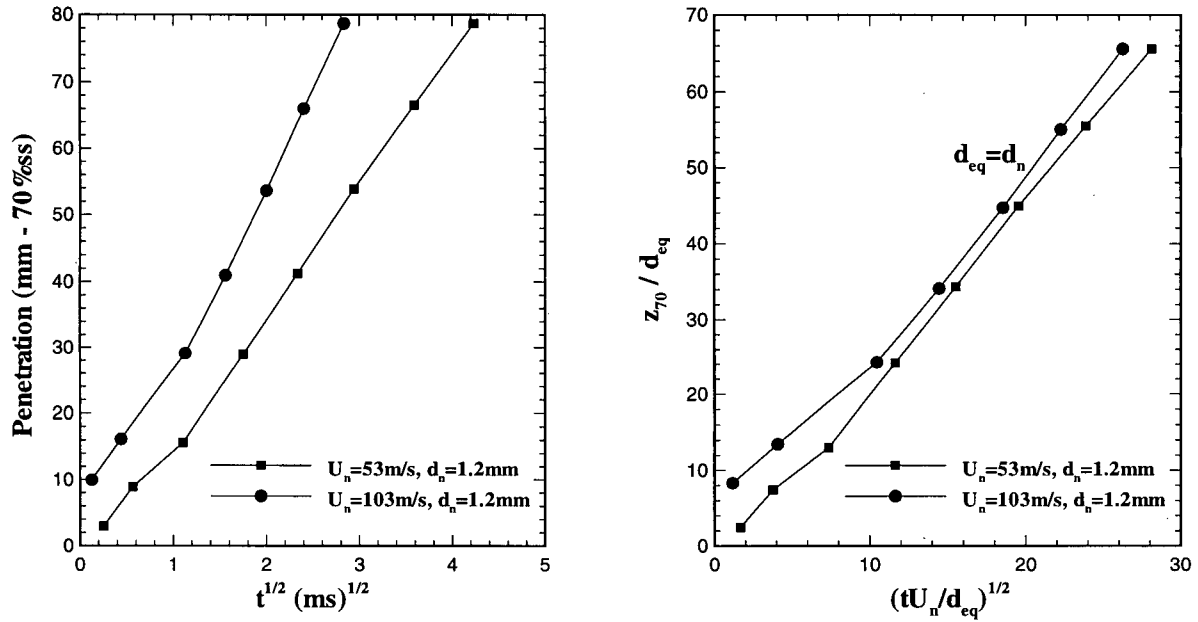 80
70
60
50
40
30
20
10
0
Penetration (mm - 70%ss)
0 1 2 3 4 5
t^1/2 (ms)^1/2
U_n=53m/s, d_n=1.2mm
U_n=103m/s, d_n=1.2mm
70
60
50
40
30
20
10
0
z_70 / d_eq
d_eq=d_n
0 10 20 30
(tU_n/d_eq)^1/2
U_n=53m/s, d_n=1.2mm
U_n=103m/s, d_n=1.2mm